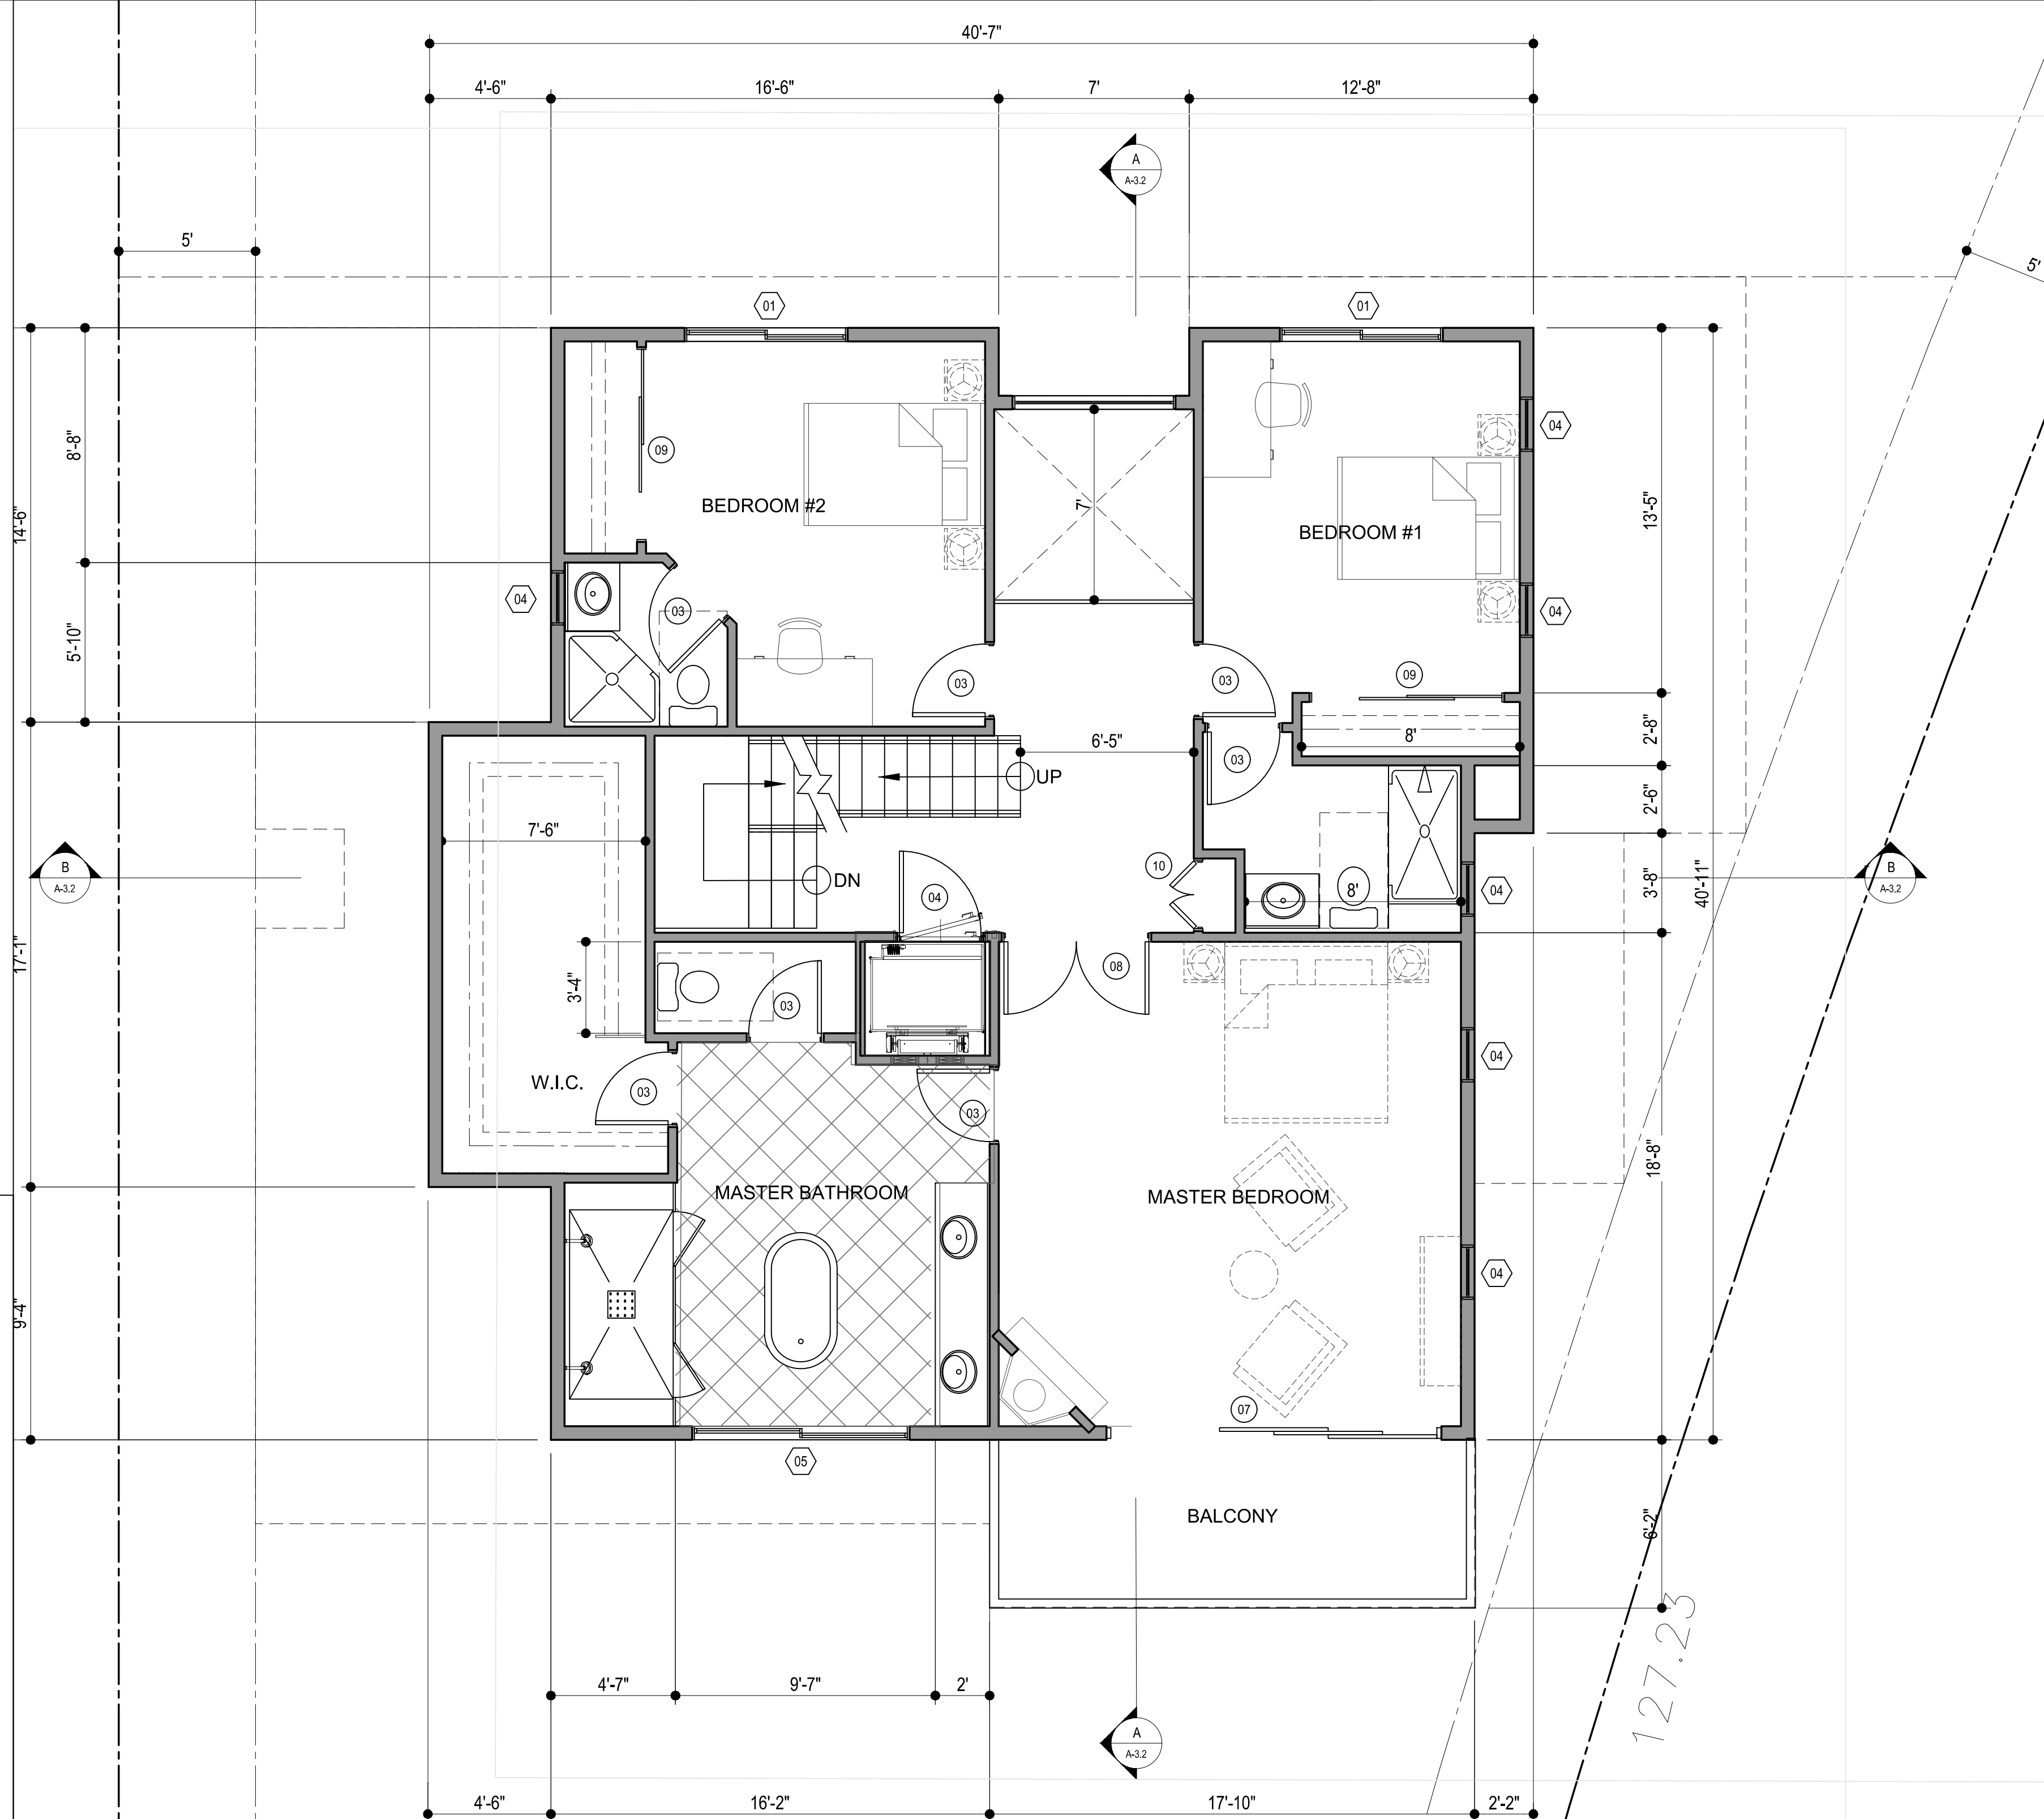 40'-7"
4'-6" 16'-6" 7' 12'-8"
A
A-3.2
5'
5'
01 01
04
8'-8"
09
BEDROOM #2
7'
14'-6"
13'-5"
BEDROOM #1
04 03 04
5'-10"
03 03 09
2'-8"
8'
6'-5"
03
UP
2'-6"
7'-6"
B
A-3.2
DN
10
04
8'
04
3'-8"
40'-11"
B
A-3.2
17'-1"
3'-4"
03
08
04
W.I.C.
03
03
18'-8"
MASTER BATHROOM
MASTER BEDROOM
04
9'-4"
07
05
BALCONY
6'-2"
127.23
4'-7" 9'-7" 2'
A
A-3.2
4'-6" 16'-2" 17'-10" 2'-2"